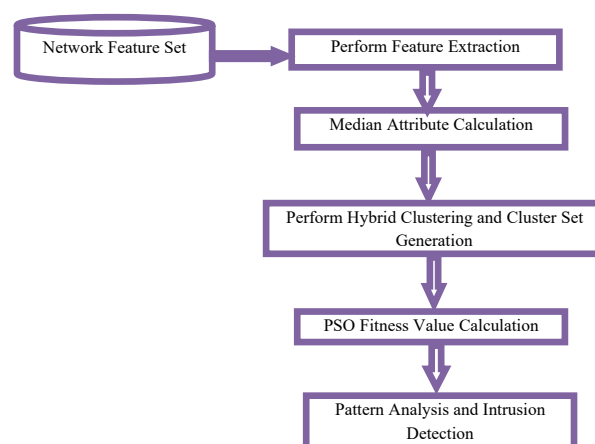 Network Feature Set
Perform Feature Extraction
Median Attribute Calculation
Perform Hybrid Clustering and Cluster Set
Generation
PSO Fitness Value Calculation
Pattern Analysis and Intrusion
Detection